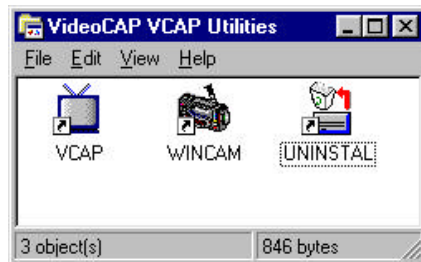 VideoCAP VCAP Utilities
File Edit View Help
VCAP WINCAM UNINSTAL
3 object(s) 846 bytes